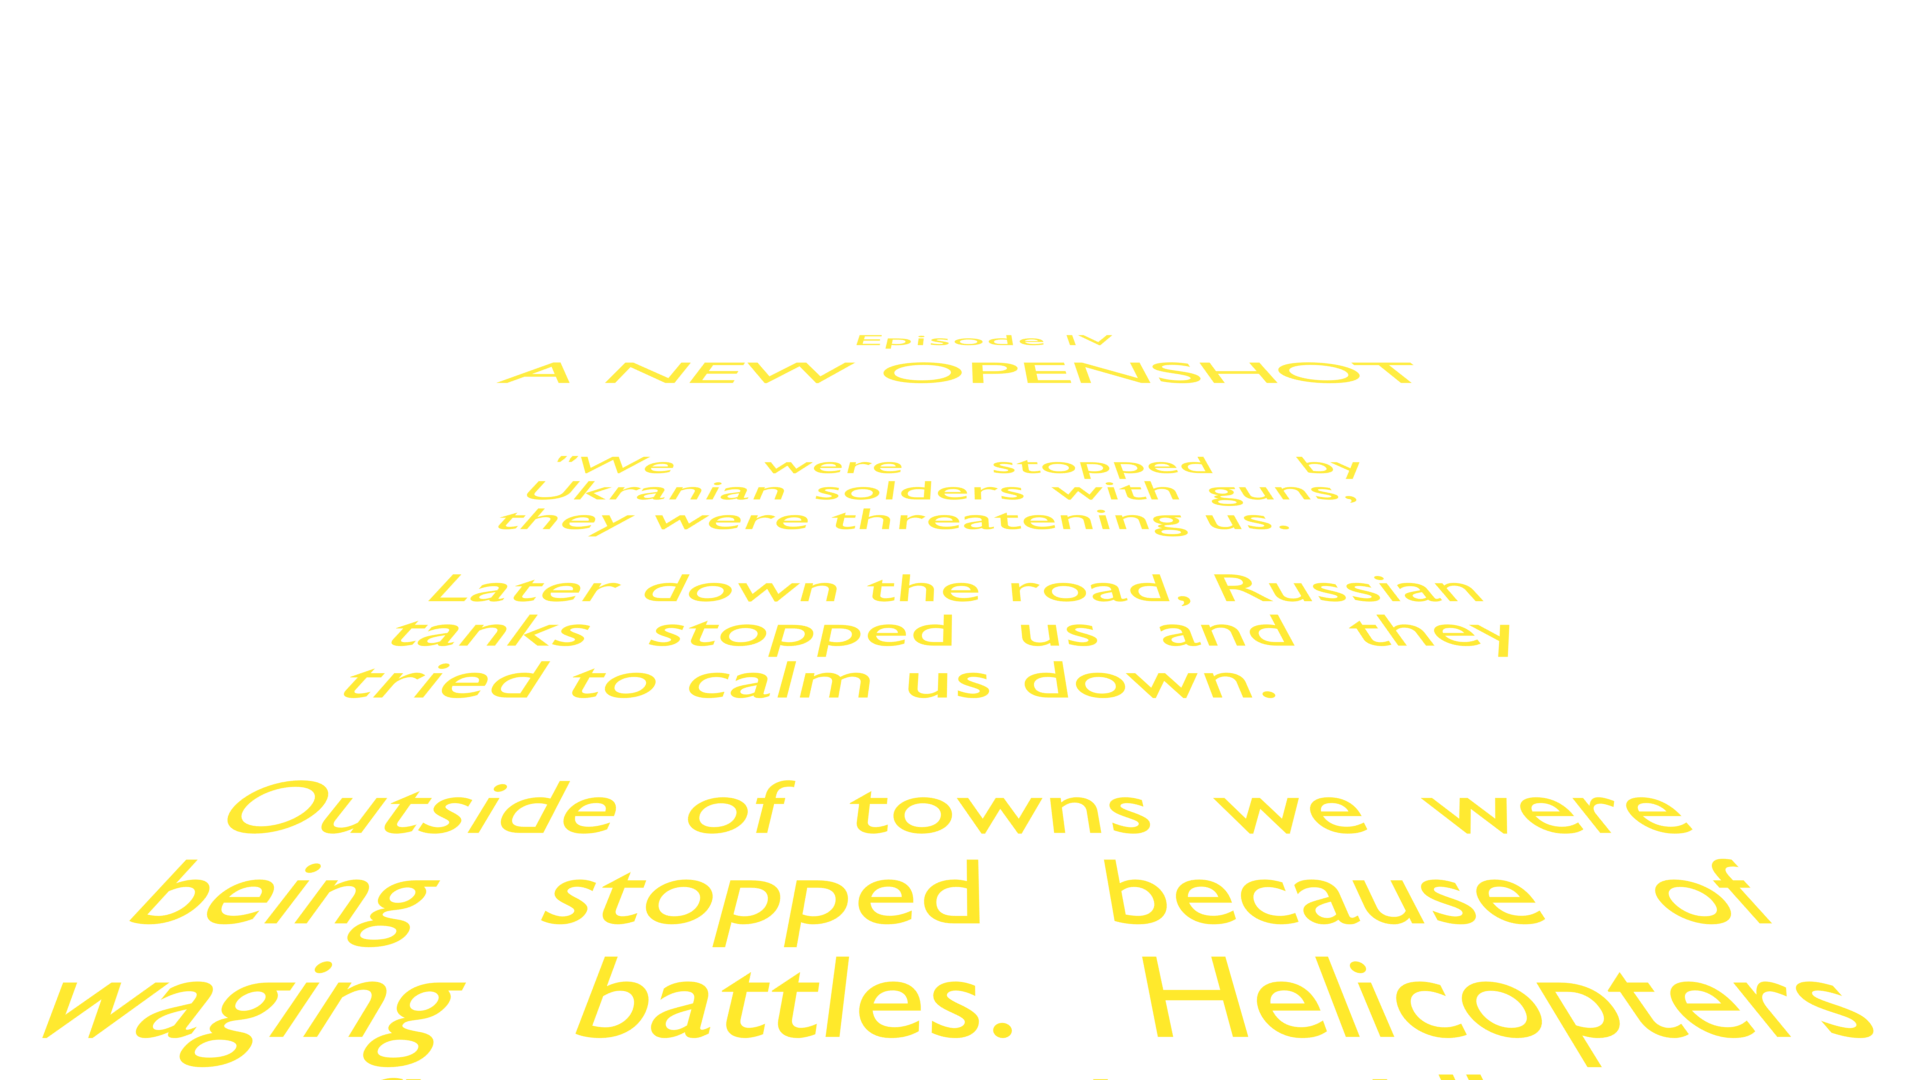 Episode IV
A NEW OPENSHOT
"We were stopped by
Ukranian solders with guns,
they were threatening us.
Later down the road, Russian
tanks stopped us and they
tried to calm us down.
Outside of towns we were
being stopped because of
waging battles. Helicopters